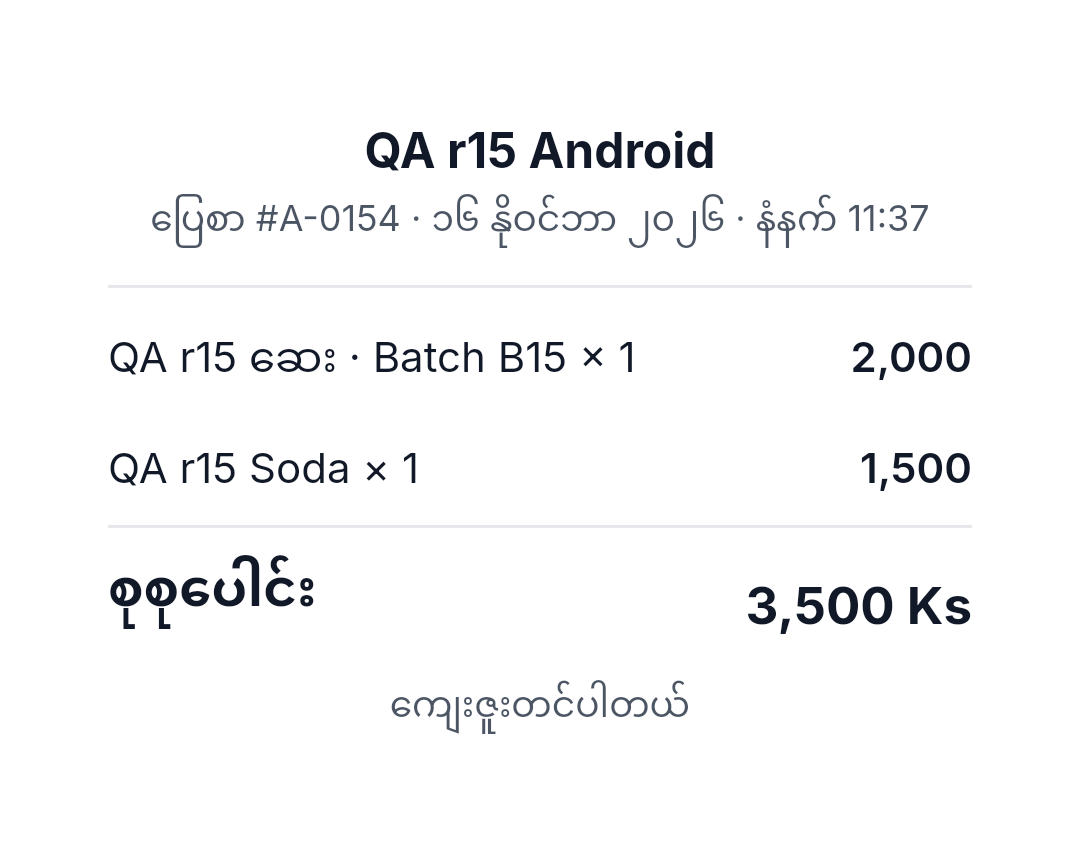 QA r15 Android
ပြေစာ #A-0154 · ၁၆ နိုဝင်ဘာ ၂၀၂၆ · နံနက် 11:37
QA r15 ဆေး · Batch B15 × 1 2,000
QA r15 Soda × 1 1,500
စုစုပေါင်း 3,500 Ks
ကျေးဇူးတင်ပါတယ်